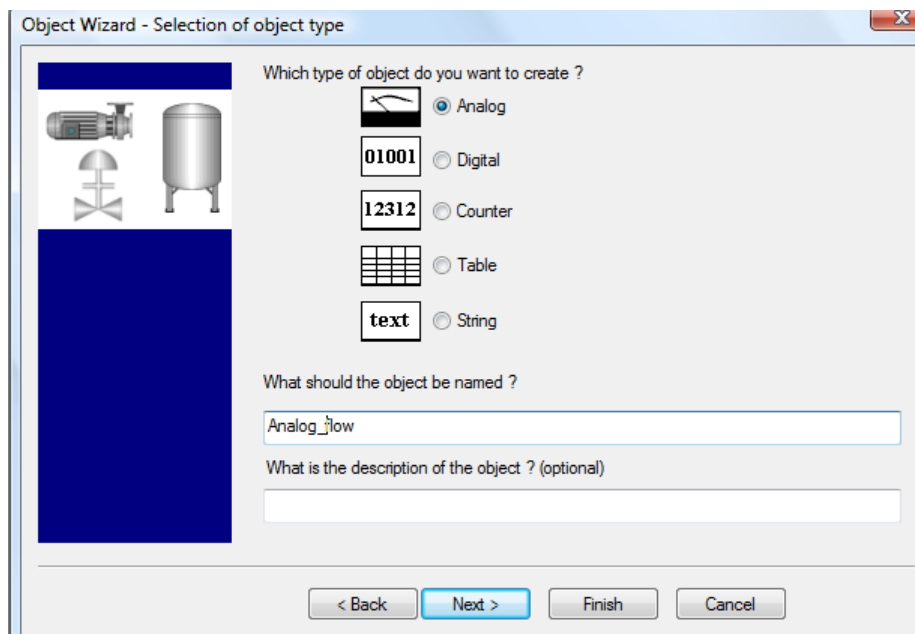 Object Wizard - Selection of object type
Which type of object do you want to create ?
Analog
01001 Digital
12312 Counter
Table
text String
What should the object be named ?
Analog_flow
What is the description of the object ? (optional)
< Back Next > Finish Cancel